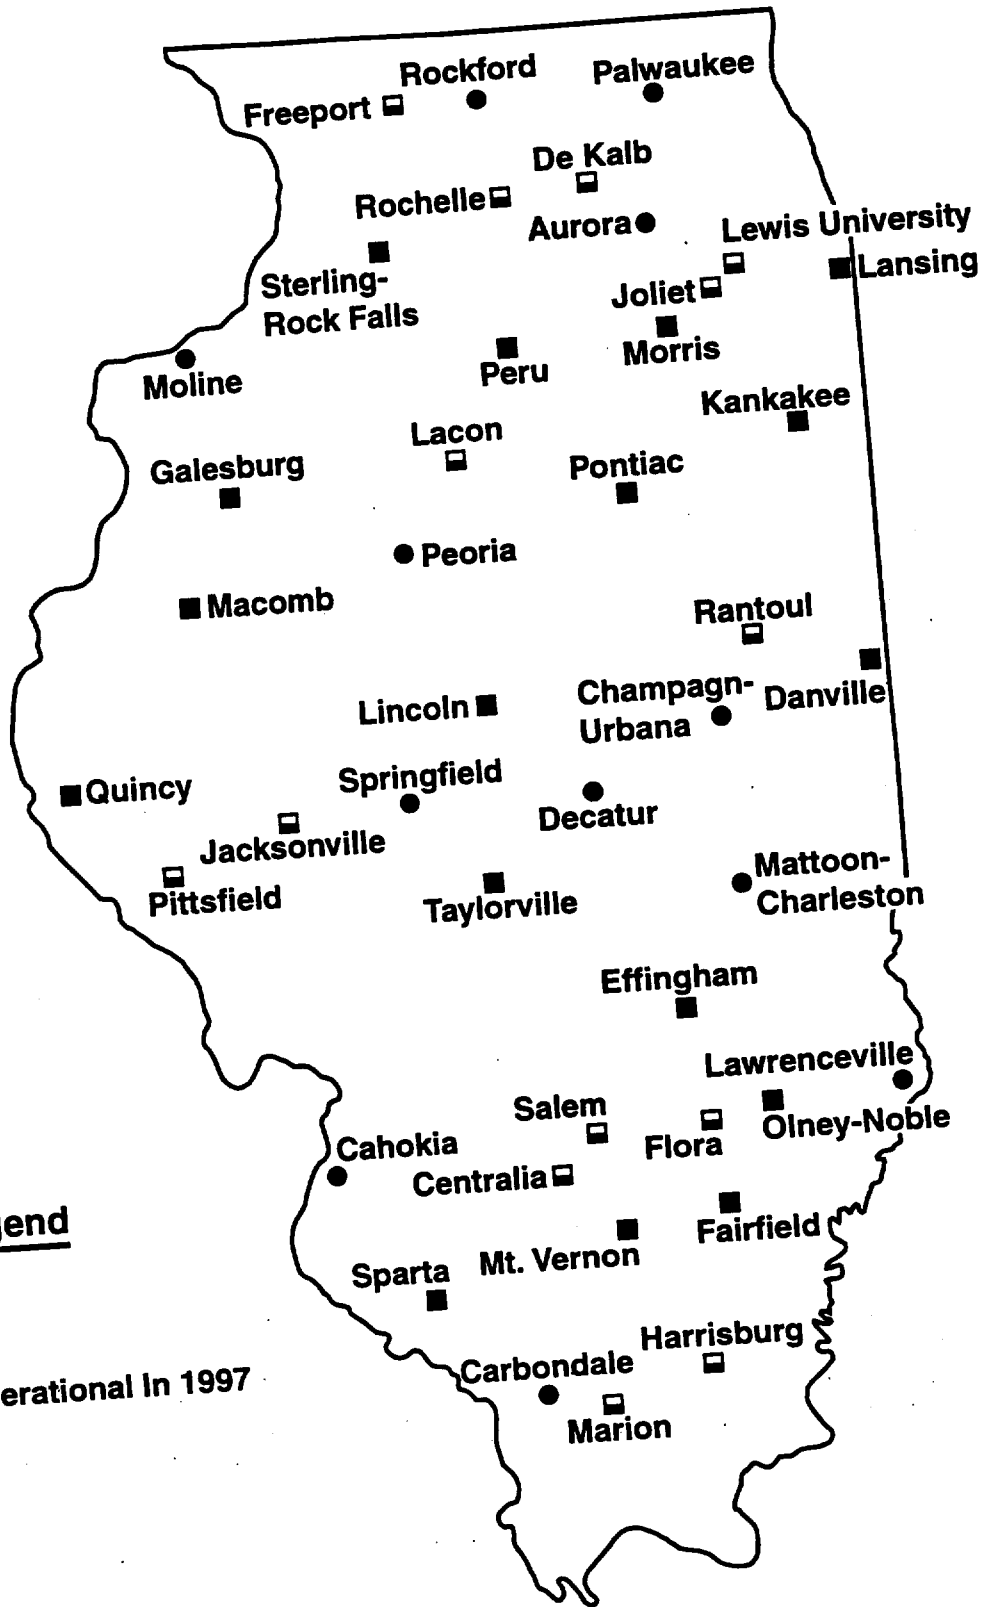 Rockford
Palwaukee
Freeport
De Kalb
Rochelle
Aurora
Lewis University
Lansing
Sterling-
Rock Falls
Joliet
Morris
Peru
Moline
Kankakee
Lacon
Galesburg
Pontiac
Peoria
Macomb
Rantoul
Champagn-
Urbana
Danville
Lincoln
Springfield
Quincy
Decatur
Jacksonville
Mattoon-
Charleston
Pittsfield
Taylorville
Effingham
Lawrenceville
Salem
Olney-Noble
Flora
Cahokia
Centralia
gend
Fairfield
Mt. Vernon
Sparta
Harrisburg
Carbondale
erational In 1997
Marion